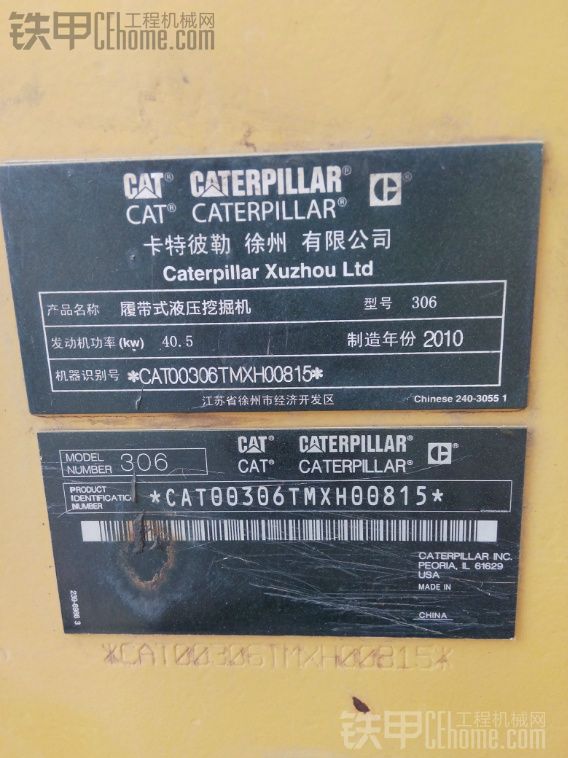 铁甲 工程机械网
CEhome.com
CAT® CATERPILLAR® C®
CAT® CATERPILLAR®
卡特彼勒 徐州 有限公司
Caterpillar Xuzhou Ltd
产品名称 履带式液压挖掘机 型号 306
发动机功率(kw) 40.5 制造年份 2010
机器识别号 *CAT00306TMXH00815*
江苏省徐州市经济开发区 Chinese 240-3055 1
MODEL NUMBER 306
CAT® CATERPILLAR® C®
CAT® CATERPILLAR®
PRODUCT
IDENTIFICATION
NUMBER
*CAT00306TMXH00815*
CATERPILLAR INC.
PEORIA, IL 61629
USA
MADE IN
CHINA
*CAT00306TMXH00815*
铁甲 工程机械网
CEhome.com